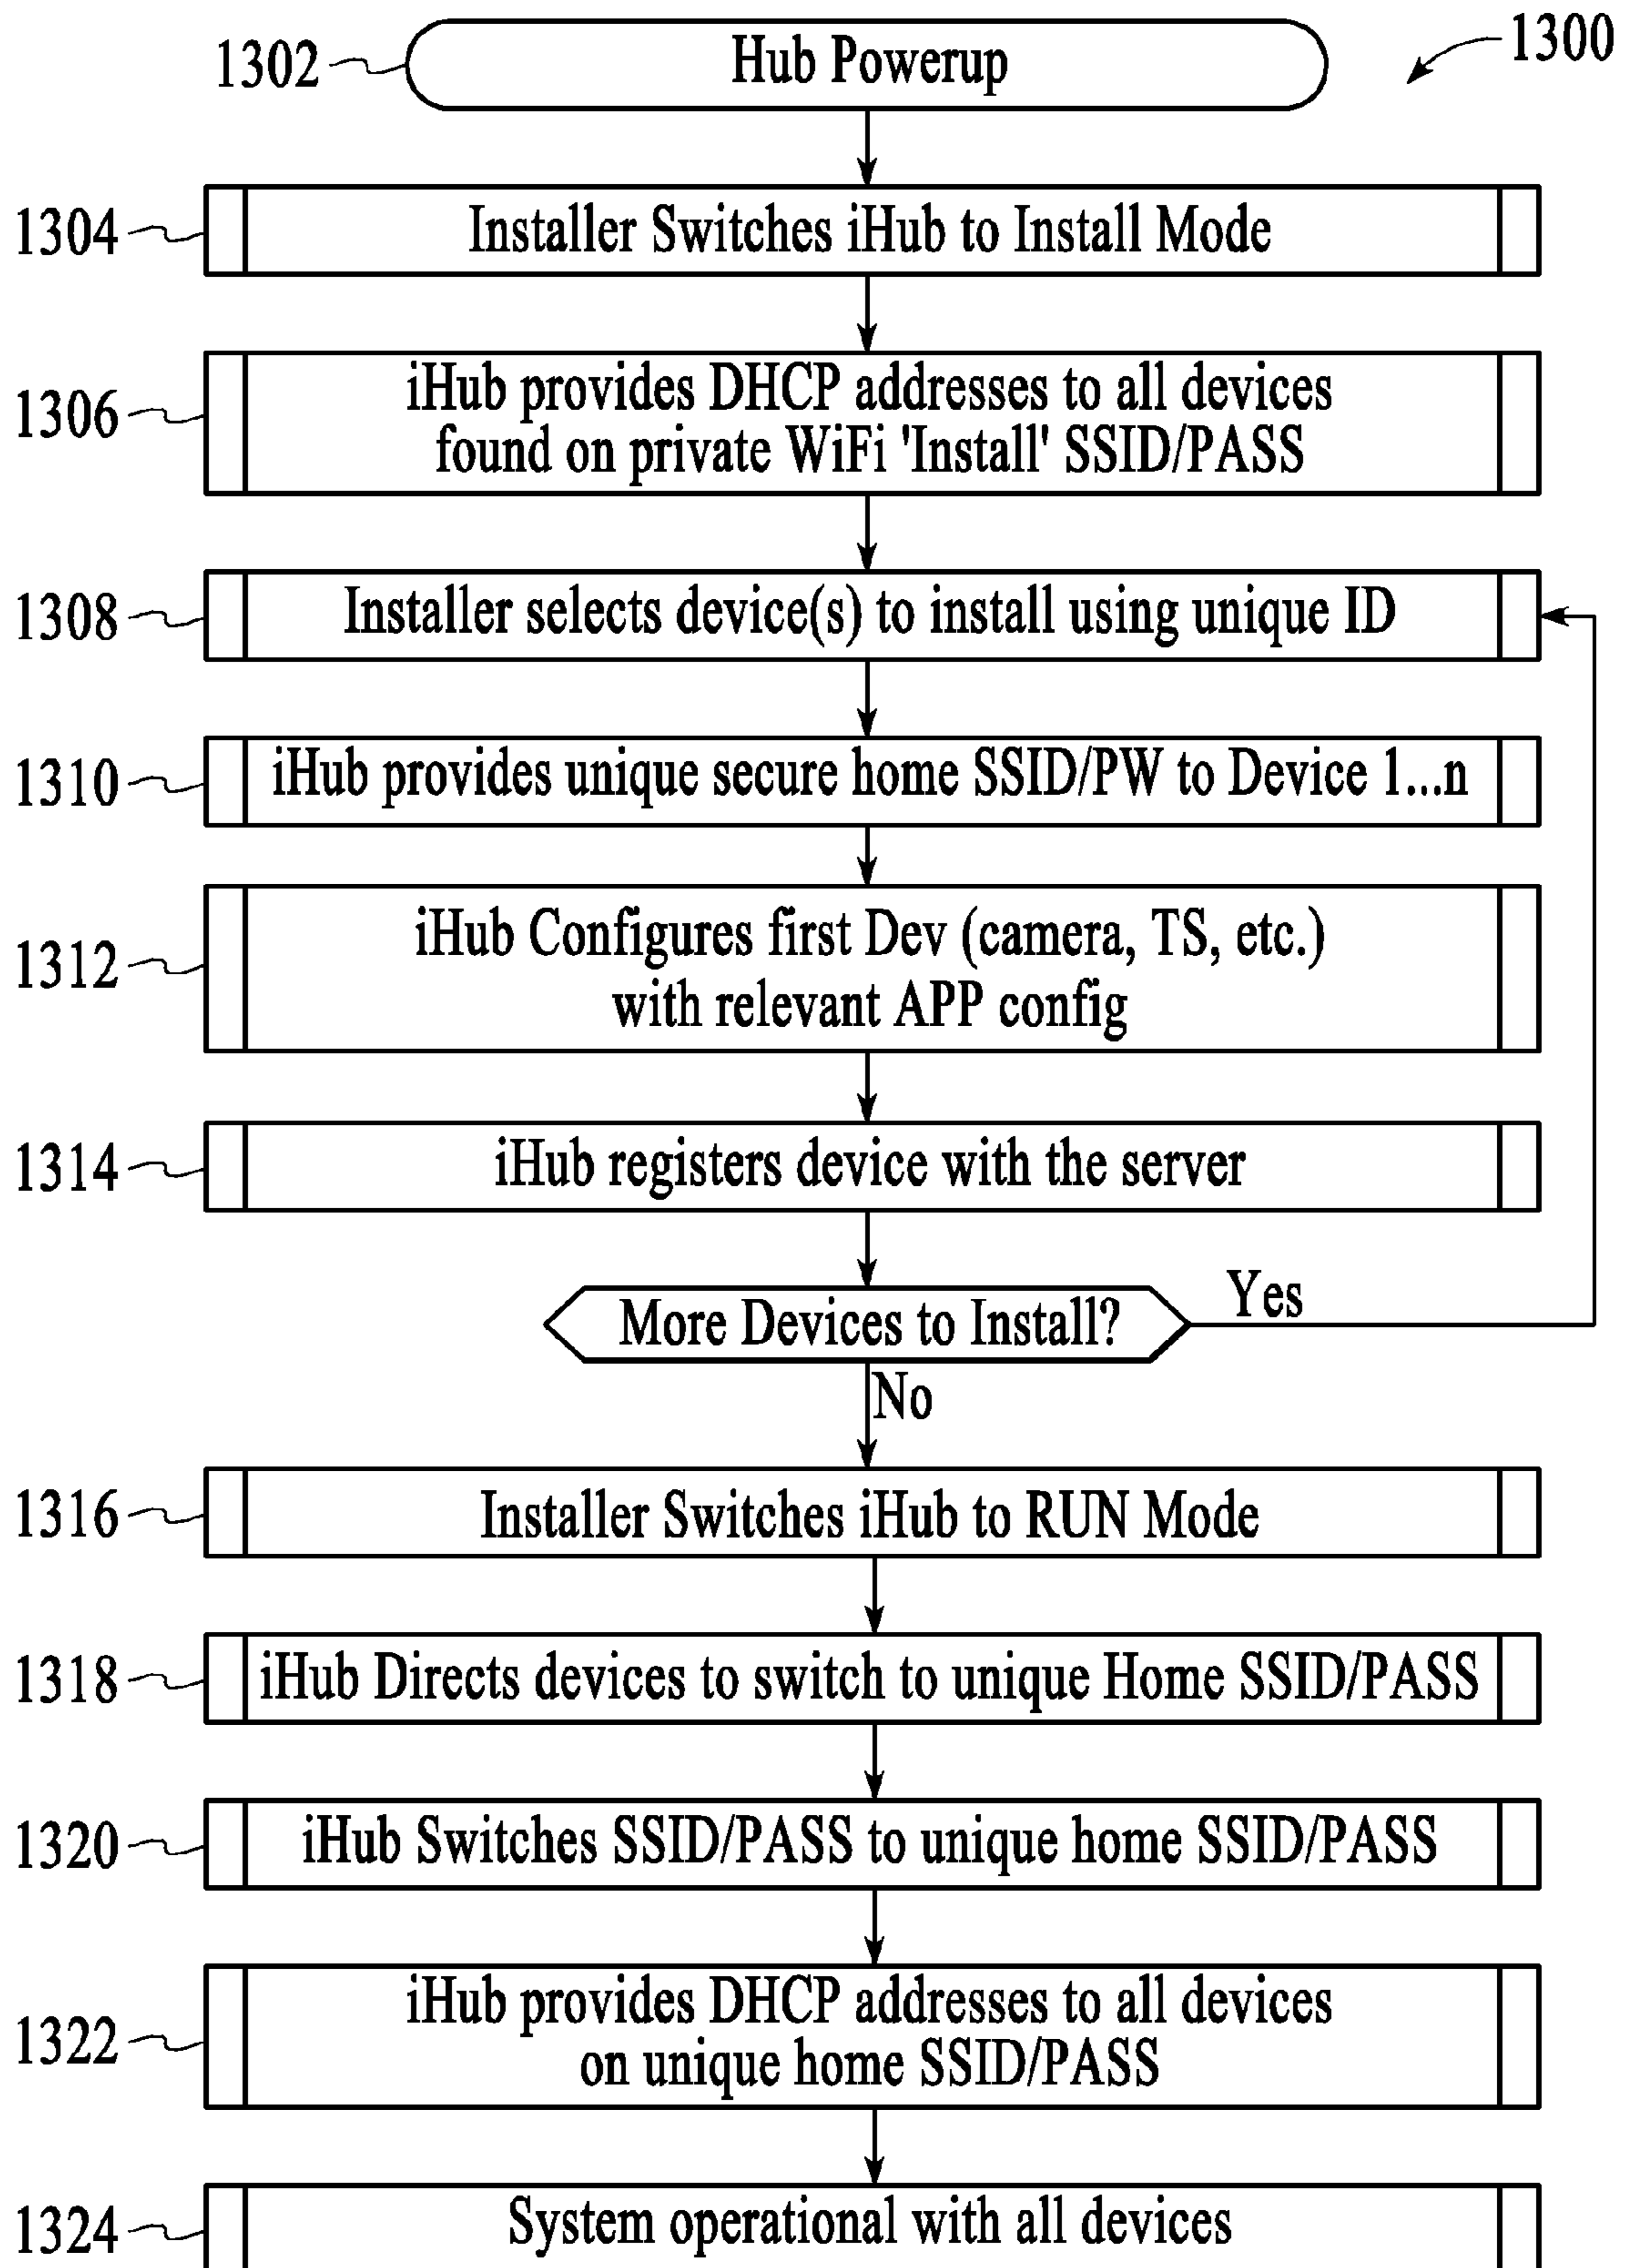 1300
1302 Hub Powerup
1304 Installer Switches iHub to Install Mode
1306 iHub provides DHCP addresses to all devices
found on private WiFi 'Install' SSID/PASS
1308 Installer selects device(s) to install using unique ID
1310 iHub provides unique secure home SSID/PW to Device 1...n
1312 iHub Configures first Dev (camera, TS, etc.)
with relevant APP config
1314 iHub registers device with the server
More Devices to Install?
Yes
No
1316 Installer Switches iHub to RUN Mode
1318 iHub Directs devices to switch to unique Home SSID/PASS
1320 iHub Switches SSID/PASS to unique home SSID/PASS
1322 iHub provides DHCP addresses to all devices
on unique home SSID/PASS
1324 System operational with all devices